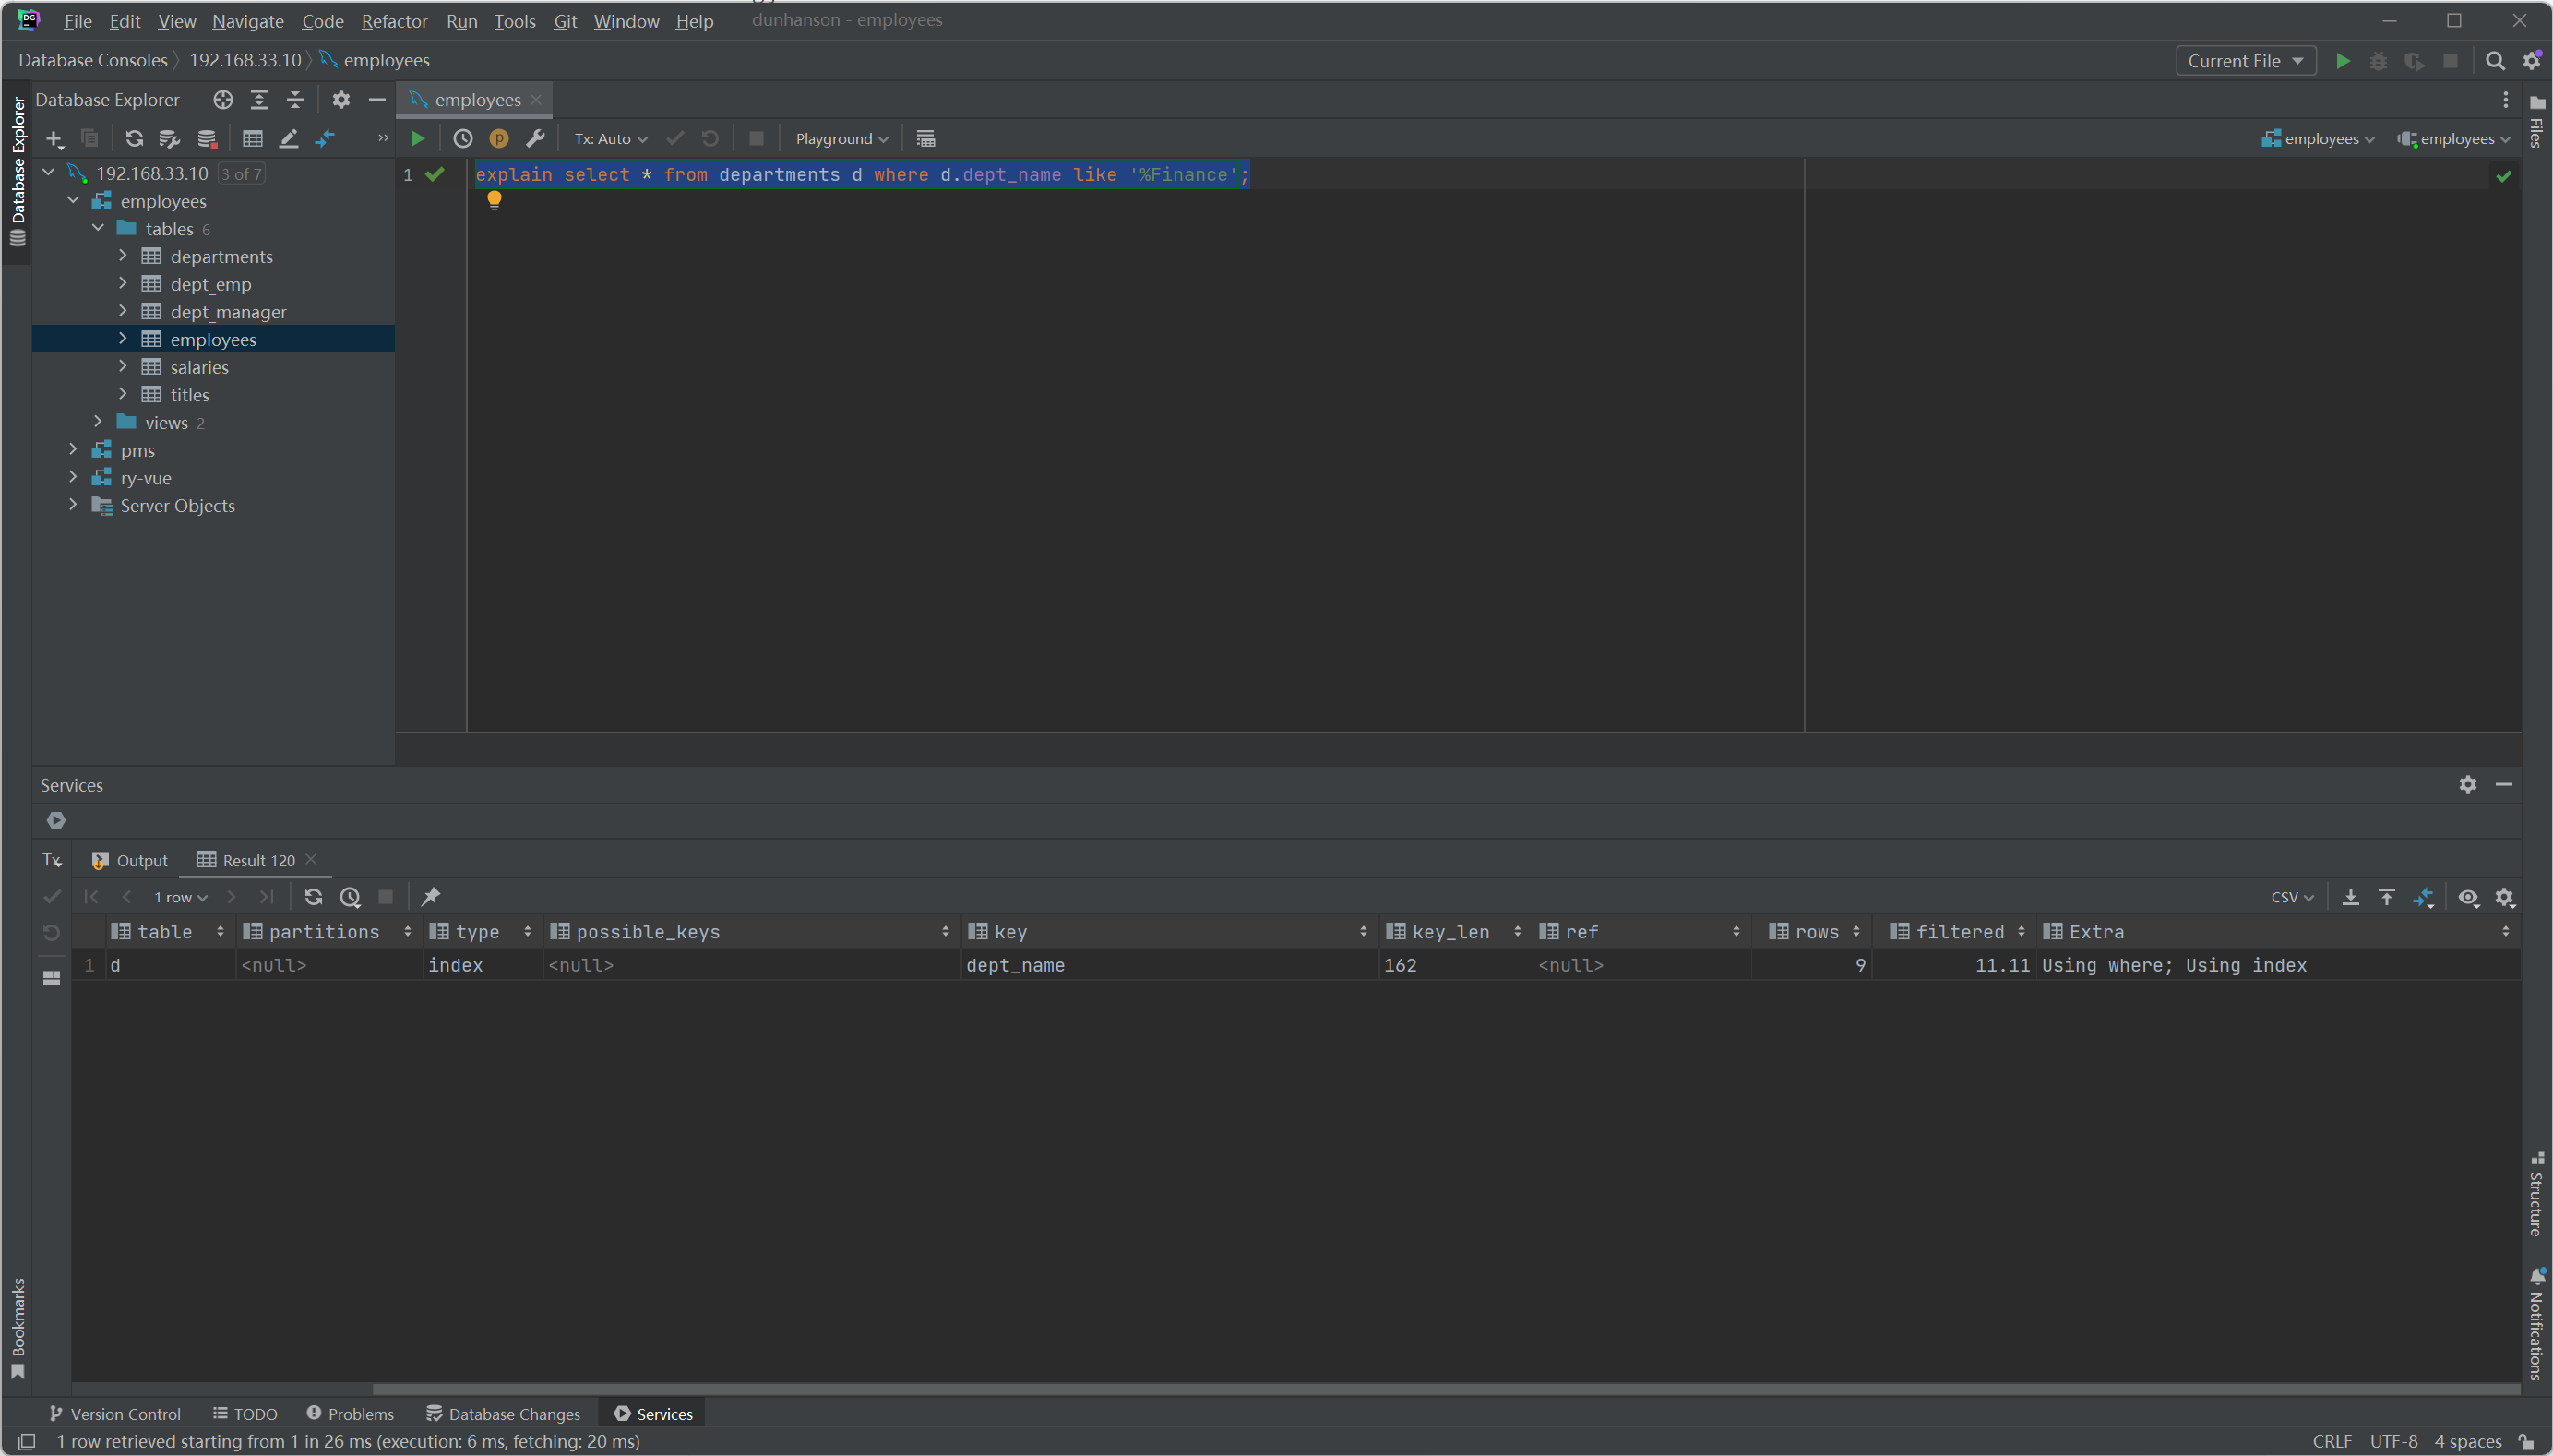 File Edit View Navigate Code Refactor Run Tools Git Window Help dunhanson - employees
Database Consoles 192.168.33.10 employees Current File
Database Explorer
employees
Tx: Auto Playground employees employees
192.168.33.10 3 of 7
employees
tables 6
departments
dept_emp
dept_manager
employees
salaries
titles
views 2
pms
ry-vue
Server Objects
1 explain select * from departments d where d.dept_name like '%Finance';
Database Explorer
Bookmarks
Files
Structure
Notifications
Services
Tx Output Result 120
1 row CSV
table partitions type possible_keys key key_len ref rows filtered Extra
1 d <null> index <null> dept_name 162 <null> 9 11.11 Using where; Using index
Version Control TODO Problems Database Changes Services
1 row retrieved starting from 1 in 26 ms (execution: 6 ms, fetching: 20 ms) CRLF UTF-8 4 spaces